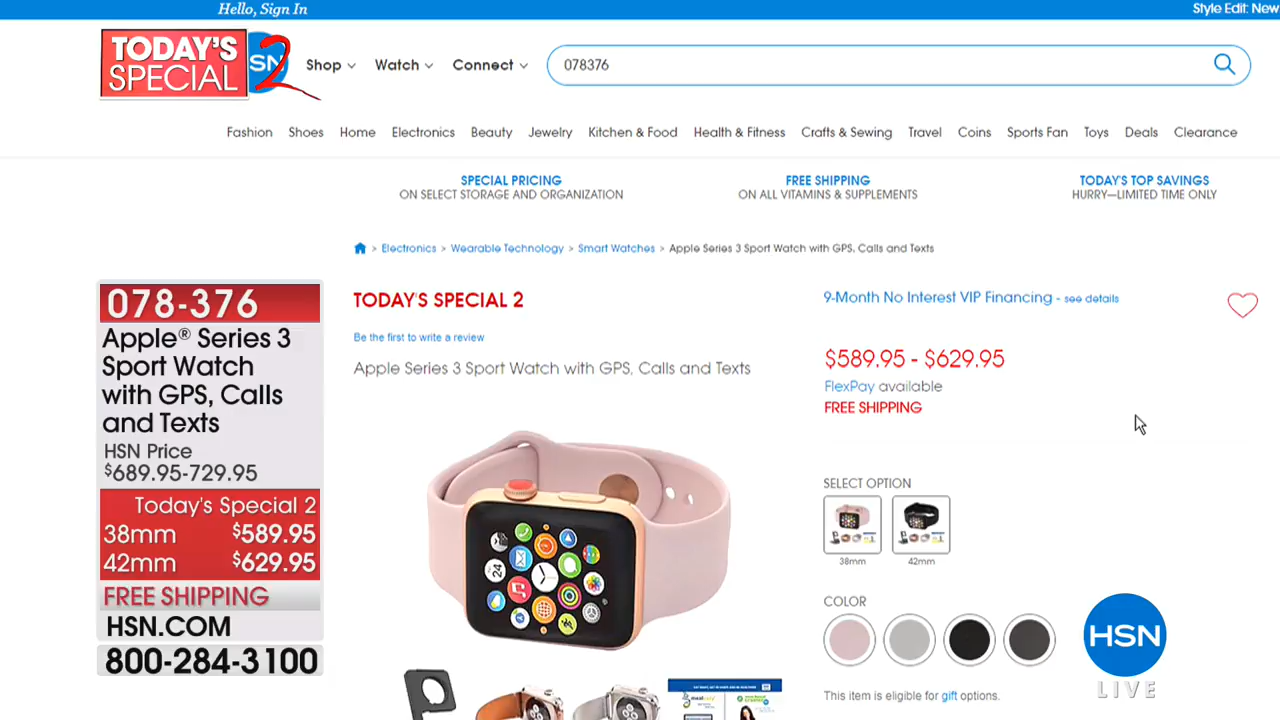 Hello, Sign In
Style Edit: New
TODAY'S
SPECIAL 2
SN
Shop
Watch
Connect
078376
Fashion
Shoes
Home
Electronics
Beauty
Jewelry
Kitchen & Food
Health & Fitness
Crafts & Sewing
Travel
Coins
Sports Fan
Toys
Deals
Clearance
SPECIAL PRICING
ON SELECT STORAGE AND ORGANIZATION
FREE SHIPPING
ON ALL VITAMINS & SUPPLEMENTS
TODAY'S TOP SAVINGS
HURRY—LIMITED TIME ONLY
> Electronics > Wearable Technology > Smart Watches > Apple Series 3 Sport Watch with GPS, Calls and Texts
078-376
Apple® Series 3
Sport Watch
with GPS, Calls
and Texts
HSN Price
$689.95-729.95
Today's Special 2
38mm $589.95
42mm $629.95
FREE SHIPPING
HSN.COM
800-284-3100
TODAY'S SPECIAL 2
Be the first to write a review
Apple Series 3 Sport Watch with GPS, Calls and Texts
24
9-Month No Interest VIP Financing - see details
$589.95 - $629.95
FlexPay available
FREE SHIPPING
SELECT OPTION
38mm
42mm
COLOR
This item is eligible for gift options.
HSN
LIVE